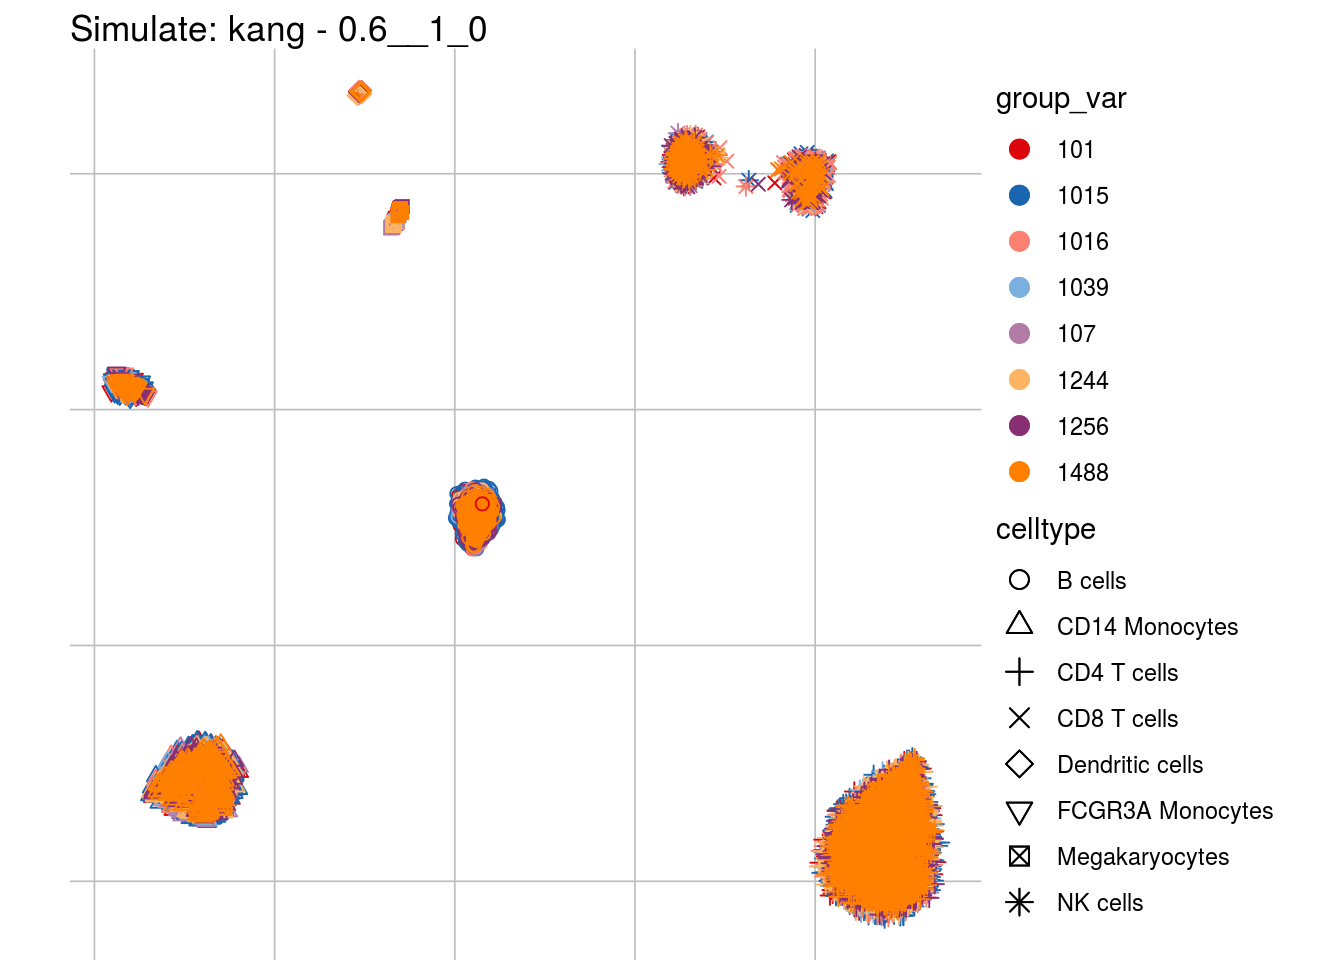 Simulate: kang - 0.6__1_0
group_var
101
1015
1016
1039
107
1244
1256
1488
celltype
B cells
CD14 Monocytes
CD4 T cells
CD8 T cells
Dendritic cells
FCGR3A Monocytes
Megakaryocytes
NK cells